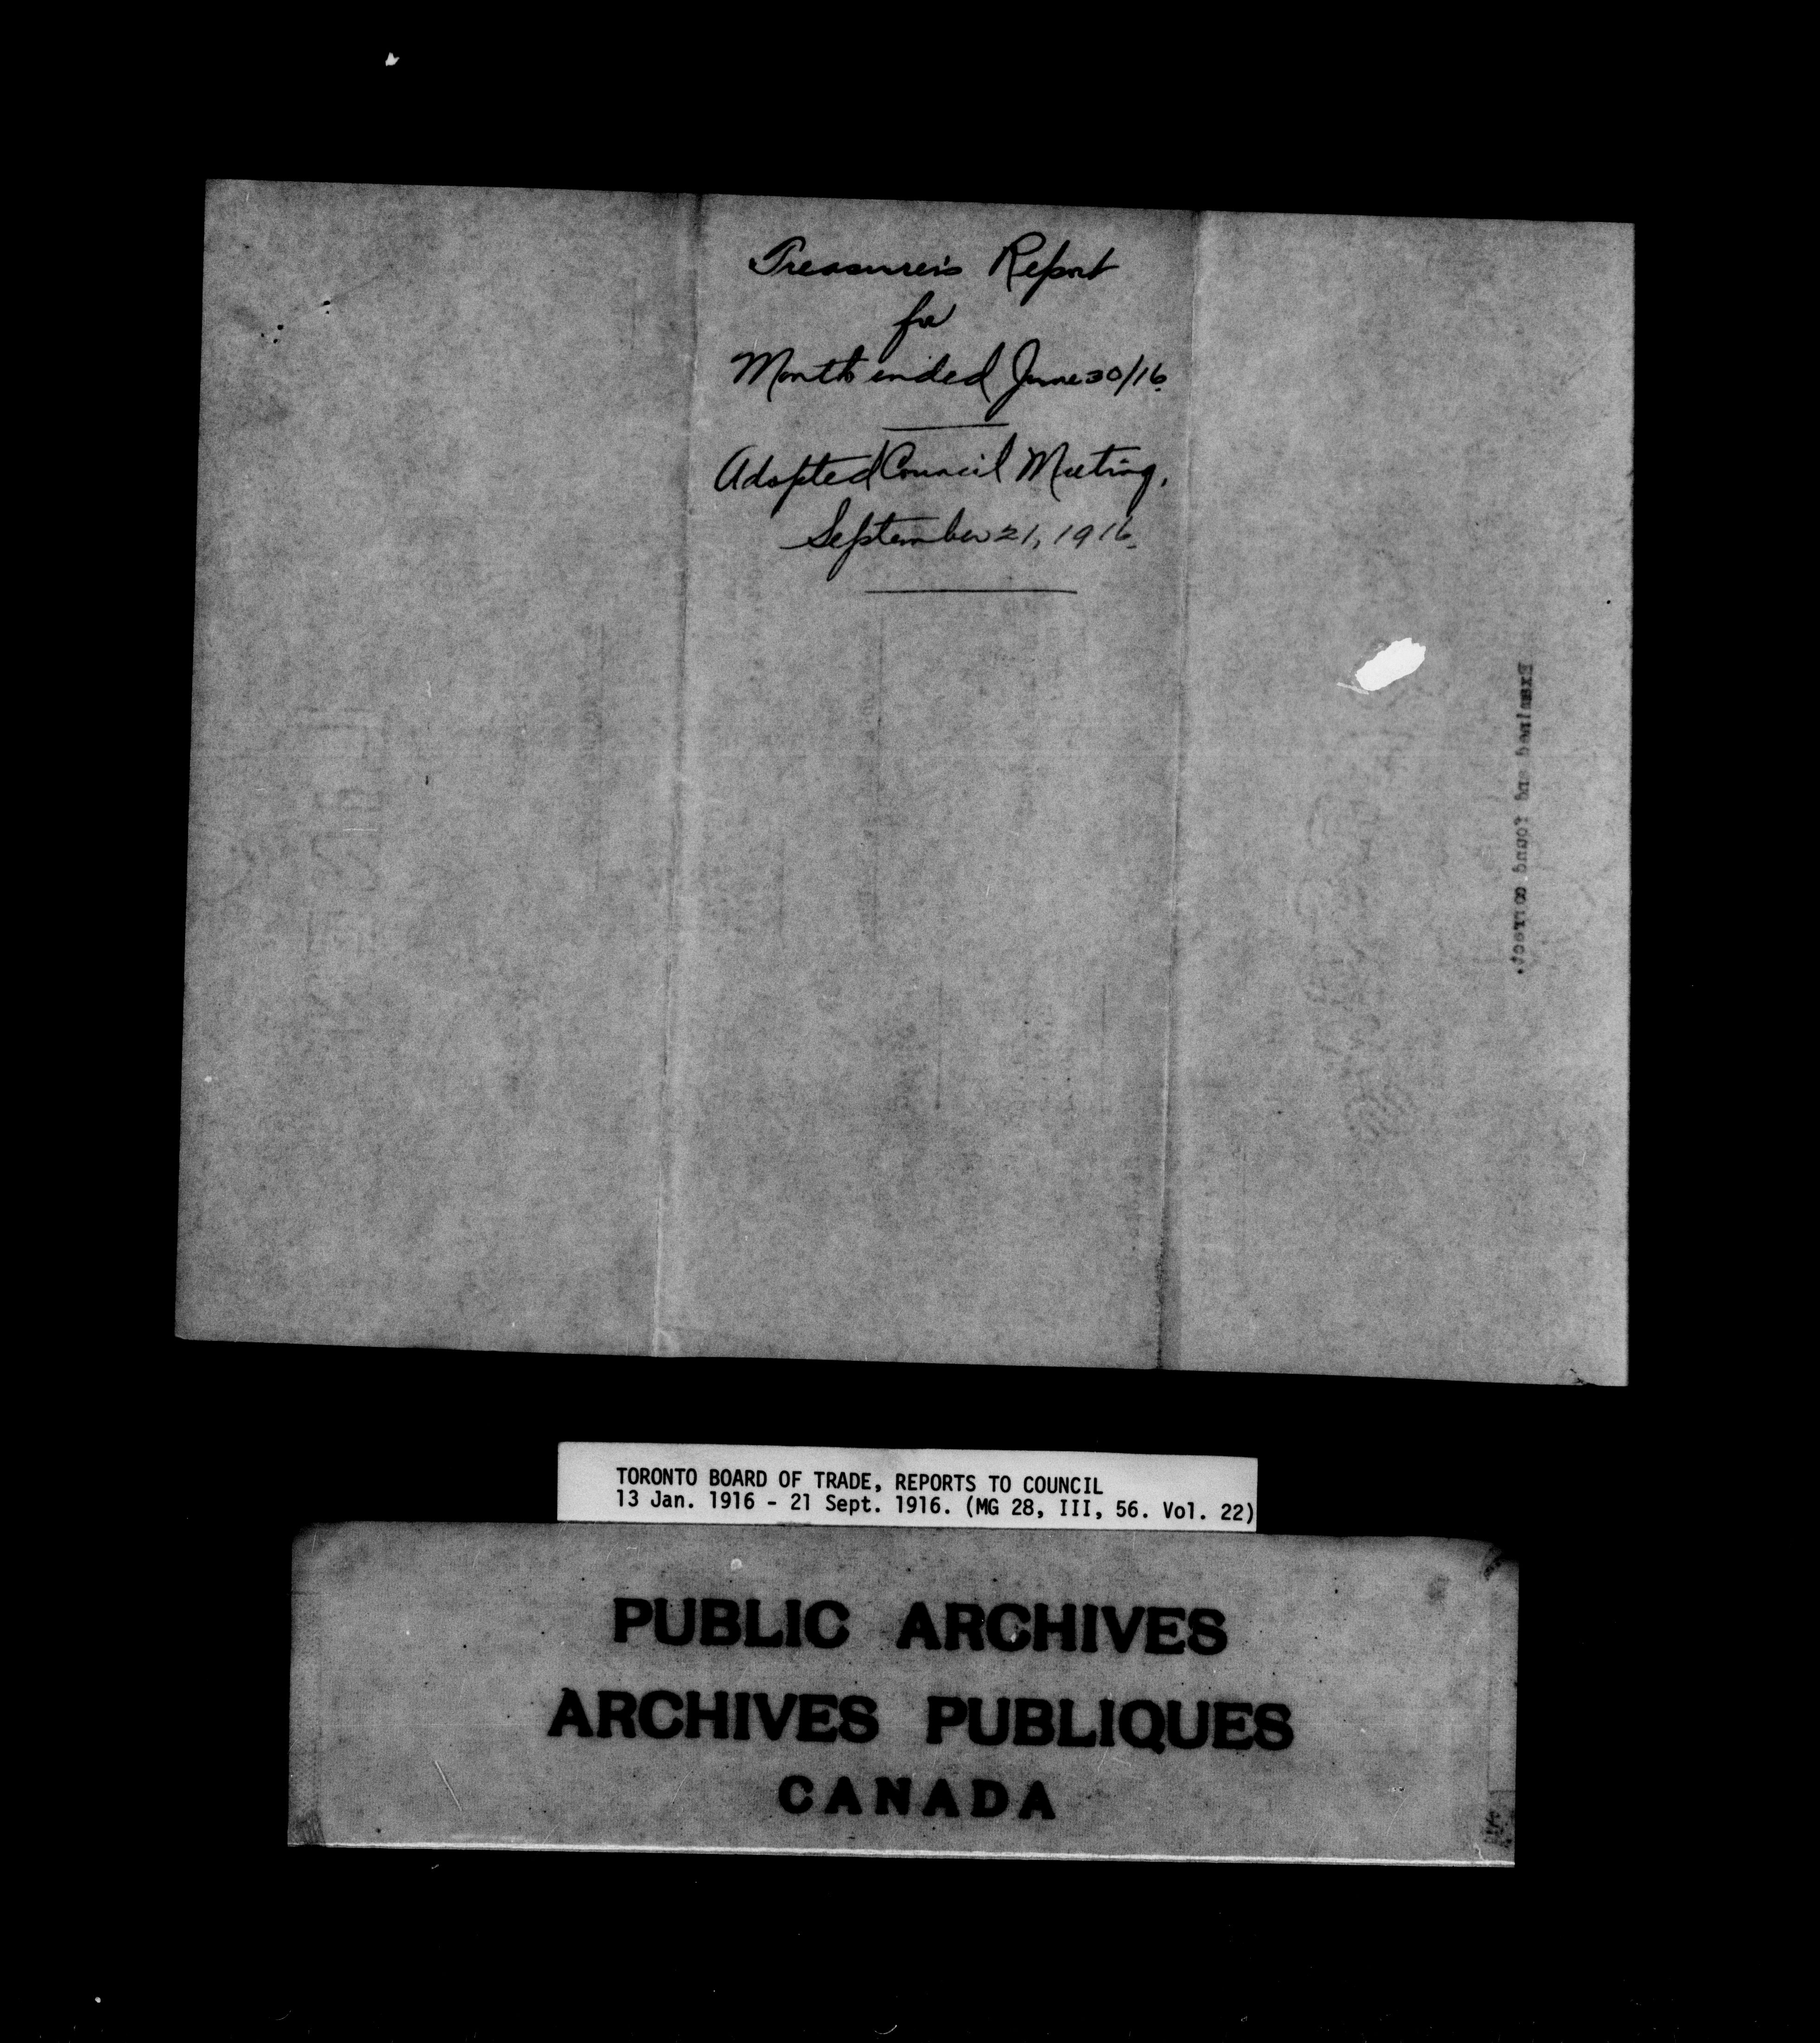 Treasurer's Report
for
Month ended June 30/16.
Adopted Council Meeting,
September 21, 1916.
Examined and found correct.
TORONTO BOARD OF TRADE, REPORTS TO COUNCIL
13 Jan. 1916 - 21 Sept. 1916. (MG 28, III, 56. Vol. 22)
PUBLIC ARCHIVES
ARCHIVES PUBLIQUES
CANADA